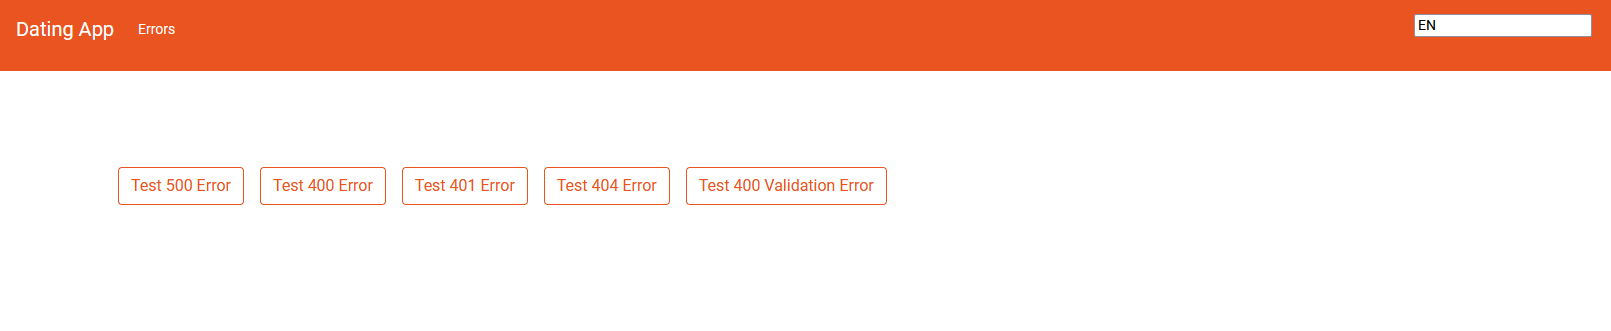 Dating App Errors EN
Test 500 Error Test 400 Error Test 401 Error Test 404 Error Test 400 Validation Error